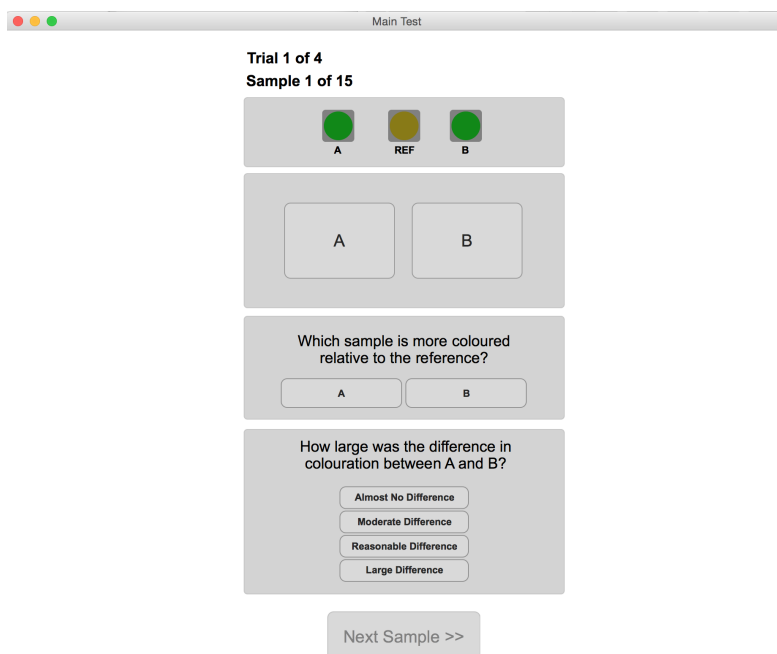 Main Test
Trial 1 of 4
Sample 1 of 15
A REF B
A B
Which sample is more coloured
relative to the reference?
A B
How large was the difference in
colouration between A and B?
Almost No Difference
Moderate Difference
Reasonable Difference
Large Difference
Next Sample >>